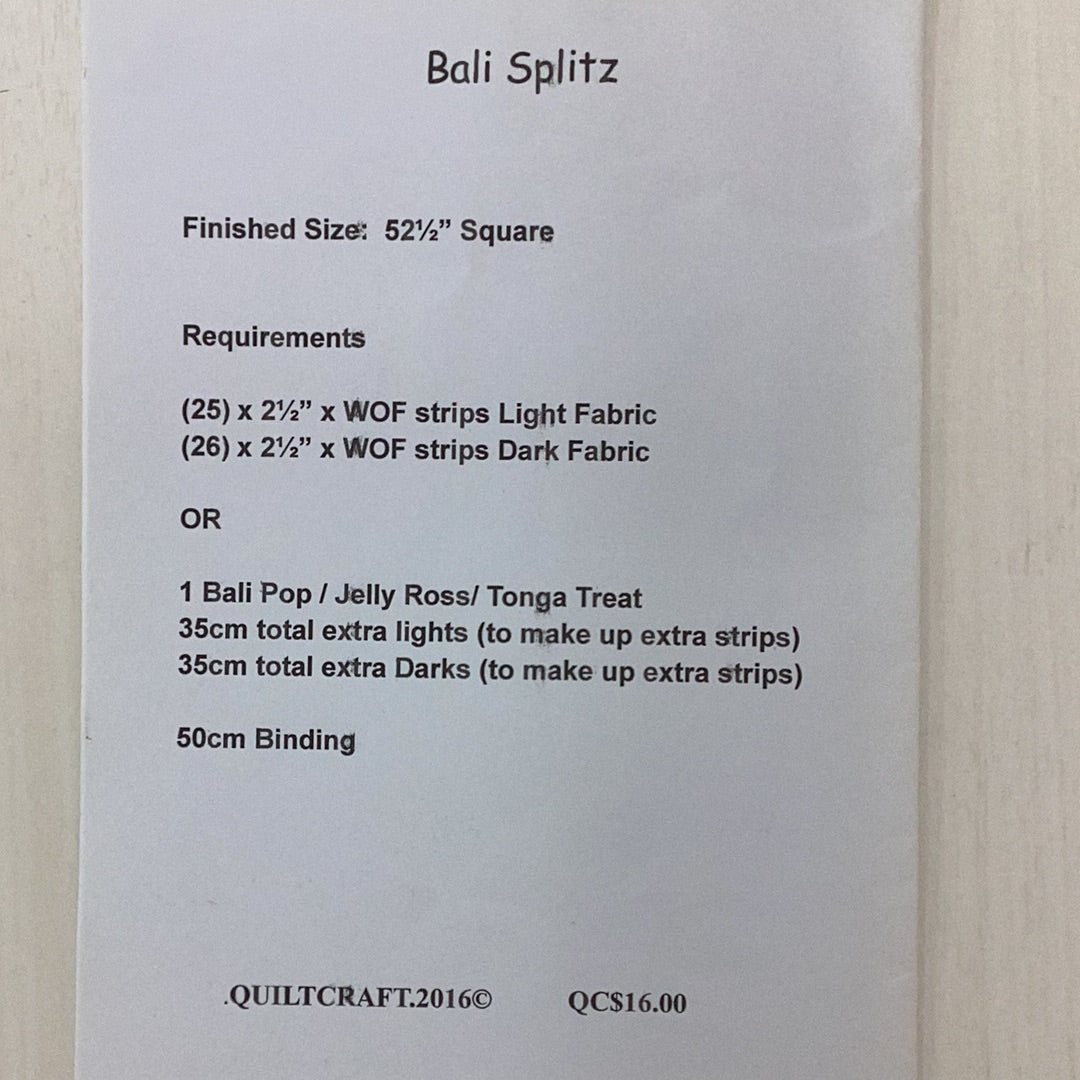 Bali Splitz
Finished Size: 52½” Square
Requirements
(25) x 2½” x WOF strips Light Fabric
(26) x 2½” x WOF strips Dark Fabric
OR
1 Bali Pop / Jelly Ross/ Tonga Treat
35cm total extra lights (to make up extra strips)
35cm total extra Darks (to make up extra strips)
50cm Binding
.QUILTCRAFT.2016© QC$16.00